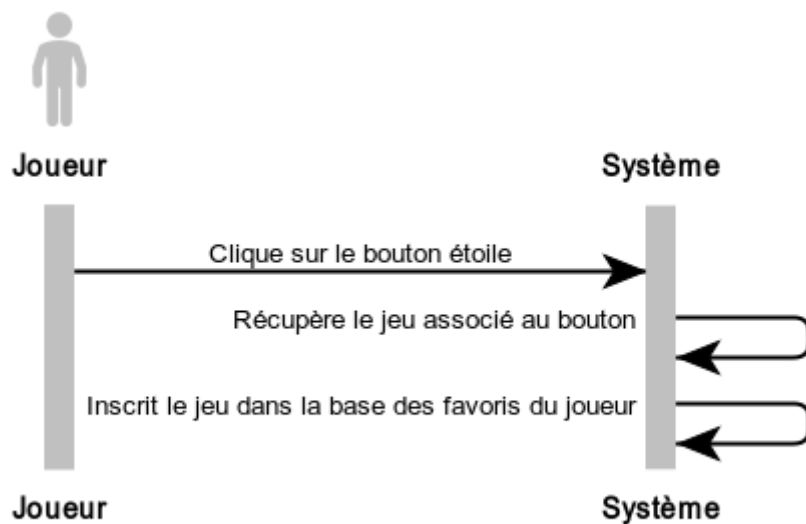 Joueur
Système
Clique sur le bouton étoile
Récupère le jeu associé au bouton
Inscrit le jeu dans la base des favoris du joueur
Joueur
Système